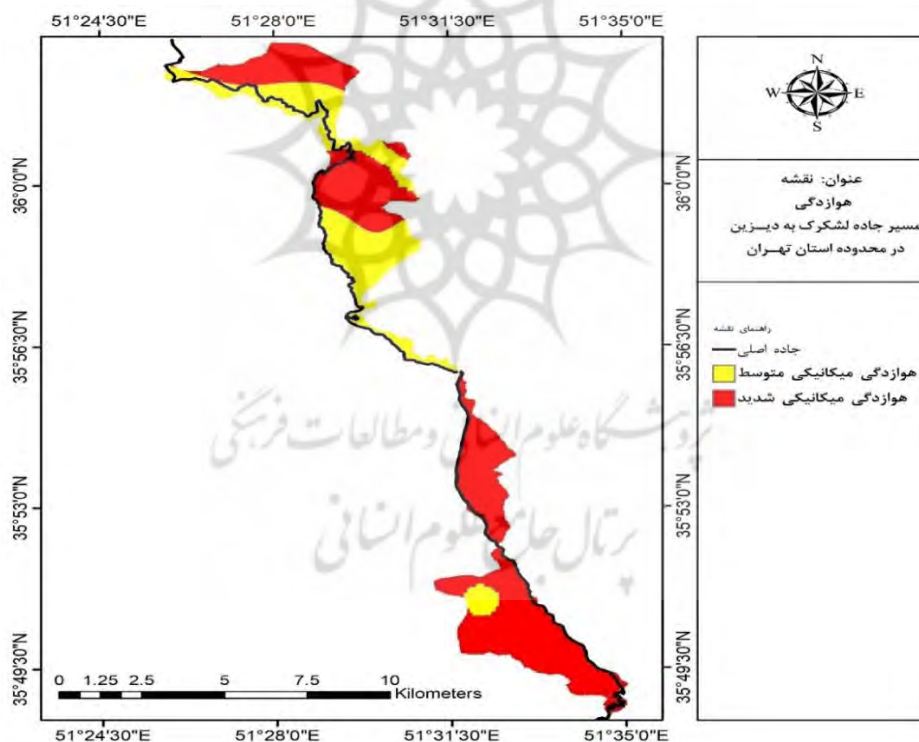 51°24'30"E 51°28'0"E 51°31'30"E 51°35'0"E
36°0'0"N
35°56'30"N
35°53'0"N
35°49'30"N
36°0'0"N
35°56'30"N
35°53'0"N
35°49'30"N
پژوهشگاه علوم انسانی و مطالعات فرهنگی
پرتال جامع علوم انسانی
0 1.25 2.5 5 7.5 10
Kilometers
51°24'30"E 51°28'0"E 51°31'30"E 51°35'0"E
N
W E
S
عنوان: نقشه
هوازدگی
مسیر جاده لشکرک به دیـزین
در محدوده استان تهـران
راهنمای نقشه
جاده اصلی
هوازدگی میکانیکی متوسط
هوازدگی میکانیکی شدید